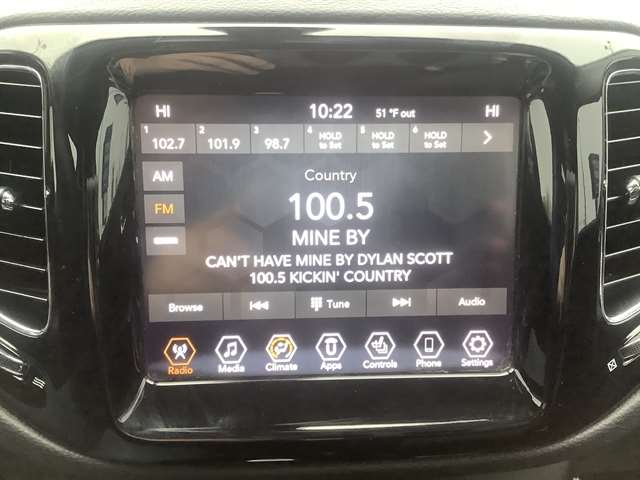 HI 10:22 51 °F out HI
1 102.7 2 101.9 3 98.7 4 HOLD to Set 5 HOLD to Set 6 HOLD to Set
AM
Country
FM
100.5
MINE BY
CAN'T HAVE MINE BY DYLAN SCOTT
100.5 KICKIN' COUNTRY
Browse Tune Audio
Radio Media Climate Apps Controls Phone Settings